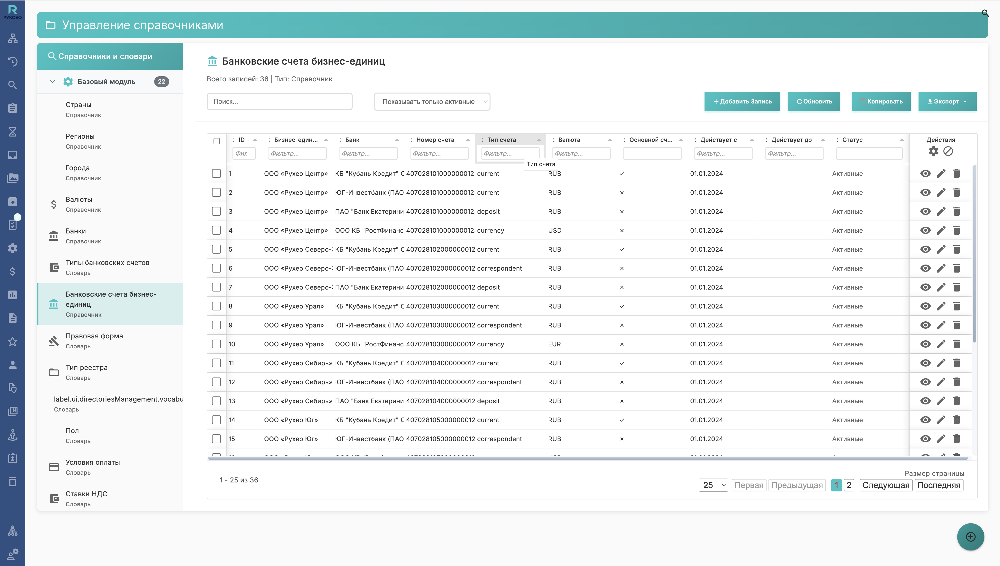 РУКСЕО
Управление справочниками
Справочники и словари
Базовый модуль 22
Страны
Справочник
Регионы
Справочник
Города
Справочник
Валюты
Справочник
Банки
Справочник
Типы банковских счетов
Словарь
Банковские счета бизнес-
единиц
Справочник
Правовая форма
Словарь
Тип реестра
Словарь
label.ui.directoriesManagement.vocabu
Словарь
Пол
Словарь
Условия оплаты
Словарь
Ставки НДС
Словарь
Банковские счета бизнес-единиц
Всего записей: 36 | Тип: Справочник
Поиск... Показывать только активные Добавить Запись Обновить Копировать Экспорт
ID Бизнес-един... Банк Номер счета Тип счета Валюта Основной сч... Действует с Действует до Статус Действия
Фил Фильтр... Фильтр... Фильтр... Фильтр... Фильтр... Фильтр... Фильтр...
Тип счета
1 ООО «Рухео Центр» КБ "Кубань Кредит" О 407028101000000012 current RUB ✓ 01.01.2024 Активные
2 ООО «Рухео Центр» ЮГ-Инвестбанк (ПАО 407028101000000012 current RUB × 01.01.2024 Активные
3 ООО «Рухео Центр» ПАО "Банк Екатерини 407028101000000012 deposit RUB × 01.01.2024 Активные
4 ООО «Рухео Центр» ООО КБ "РостФинанс 407028101000000012 currency USD × 01.01.2024 Активные
5 ООО «Рухео Северо- КБ "Кубань Кредит" О 407028102000000012 current RUB ✓ 01.01.2024 Активные
6 ООО «Рухео Северо- ЮГ-Инвестбанк (ПАО 407028102000000012 correspondent RUB × 01.01.2024 Активные
7 ООО «Рухео Северо- ПАО "Банк Екатерини 407028102000000012 deposit RUB × 01.01.2024 Активные
8 ООО «Рухео Урал» КБ "Кубань Кредит" О 407028103000000012 current RUB ✓ 01.01.2024 Активные
9 ООО «Рухео Урал» ЮГ-Инвестбанк (ПАО 407028103000000012 correspondent RUB × 01.01.2024 Активные
10 ООО «Рухео Урал» ООО КБ "РостФинанс 407028103000000012 currency EUR × 01.01.2024 Активные
11 ООО «Рухео Сибирь» КБ "Кубань Кредит" О 407028104000000012 current RUB ✓ 01.01.2024 Активные
12 ООО «Рухео Сибирь» ЮГ-Инвестбанк (ПАО 407028104000000012 correspondent RUB × 01.01.2024 Активные
13 ООО «Рухео Сибирь» ПАО "Банк Екатерини 407028104000000012 deposit RUB × 01.01.2024 Активные
14 ООО «Рухео Юг» КБ "Кубань Кредит" О 407028105000000012 current RUB ✓ 01.01.2024 Активные
15 ООО «Рухео Юг» ЮГ-Инвестбанк (ПАО 407028105000000012 correspondent RUB × 01.01.2024 Активные
1 - 25 из 36
Размер страницы
25 Первая Предыдущая 1 2 Следующая Последняя